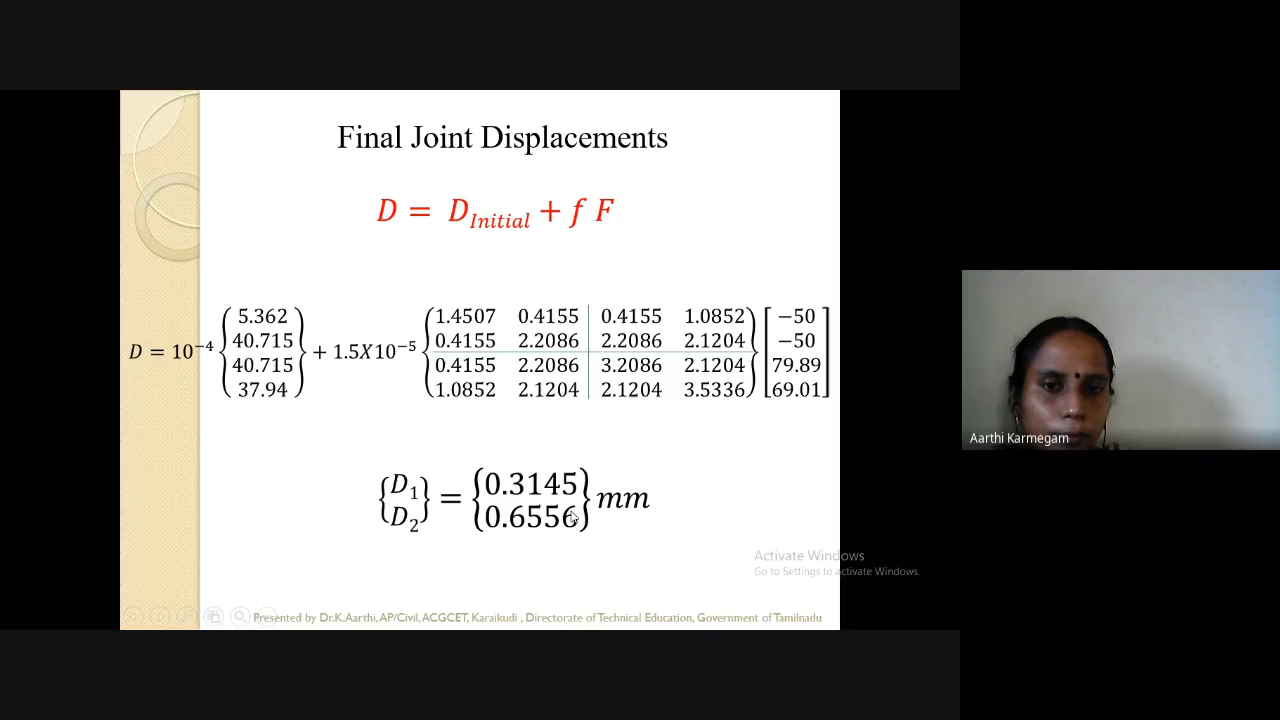 Final Joint Displacements
D = D_Initial + f F
D = 10^−4 {5.362 40.715 40.715 37.94} + 1.5X10^−5 {1.4507 0.4155 0.4155 1.0852 0.4155 2.2086 2.2086 2.1204 0.4155 2.2086 3.2086 2.1204 1.0852 2.1204 2.1204 3.5336} [−50 −50 79.89 69.01]
{D_1 D_2} = {0.3145 0.6556} mm
Aarthi Karmegam
Activate Windows
Go to Settings to activate Windows.
Presented by Dr.K.Aarthi, AP/Civil, ACGCET, Karaikudi , Directorate of Technical Education, Government of Tamilnadu